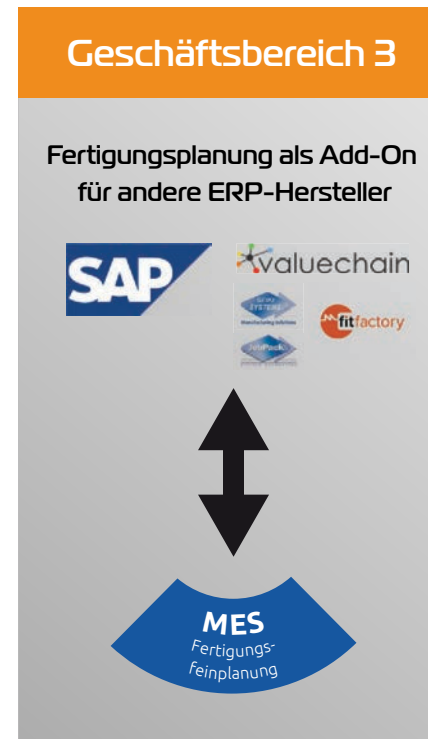 Geschäftsbereich 3
Fertigungsplanung als Add-On
für andere ERP-Hersteller
SAP
valuechain
fitfactory
MES
Fertigungs-
feinplanung